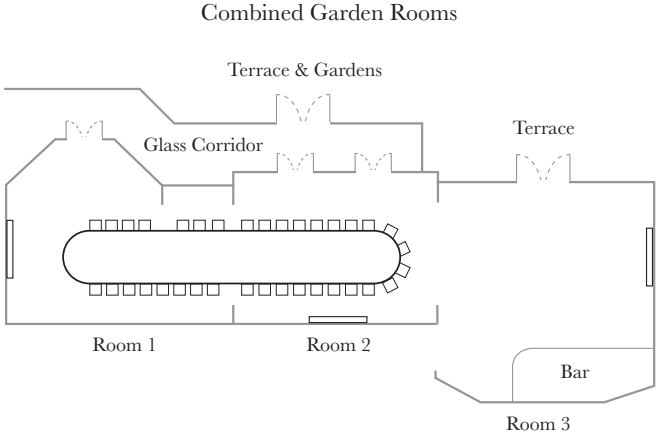 Combined Garden Rooms
Terrace & Gardens
Terrace
Glass Corridor
Room 1
Room 2
Bar
Room 3